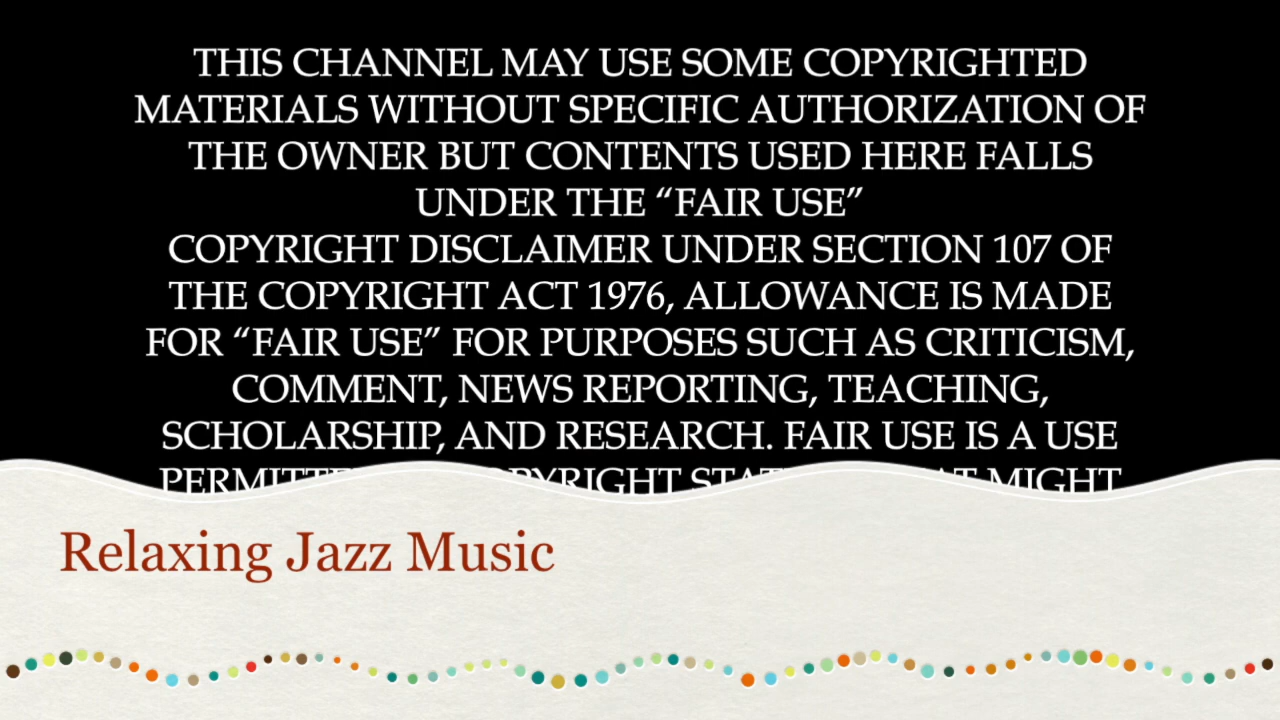 THIS CHANNEL MAY USE SOME COPYRIGHTED
MATERIALS WITHOUT SPECIFIC AUTHORIZATION OF
THE OWNER BUT CONTENTS USED HERE FALLS
UNDER THE “FAIR USE”
COPYRIGHT DISCLAIMER UNDER SECTION 107 OF
THE COPYRIGHT ACT 1976, ALLOWANCE IS MADE
FOR “FAIR USE” FOR PURPOSES SUCH AS CRITICISM,
COMMENT, NEWS REPORTING, TEACHING,
SCHOLARSHIP, AND RESEARCH. FAIR USE IS A USE
MIGHT
Relaxing Jazz Music